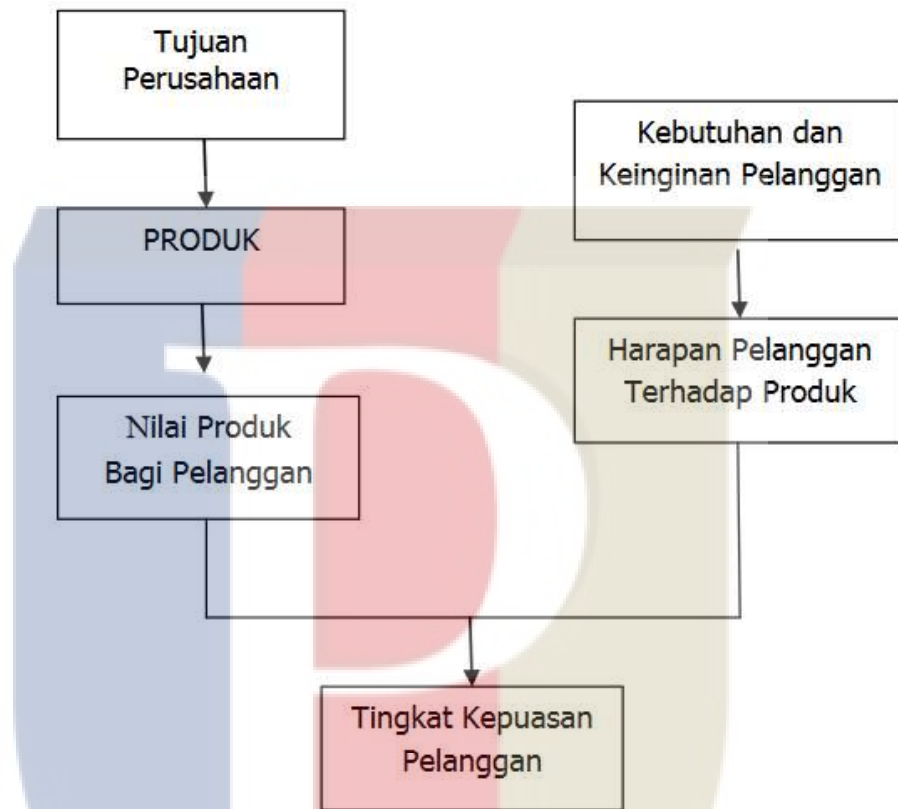 Tujuan
Perusahaan
PRODUK
Nilai Produk
Bagi Pelanggan
Kebutuhan dan
Keinginan Pelanggan
Harapan Pelanggan
Terhadap Produk
Tingkat Kepuasan
Pelanggan